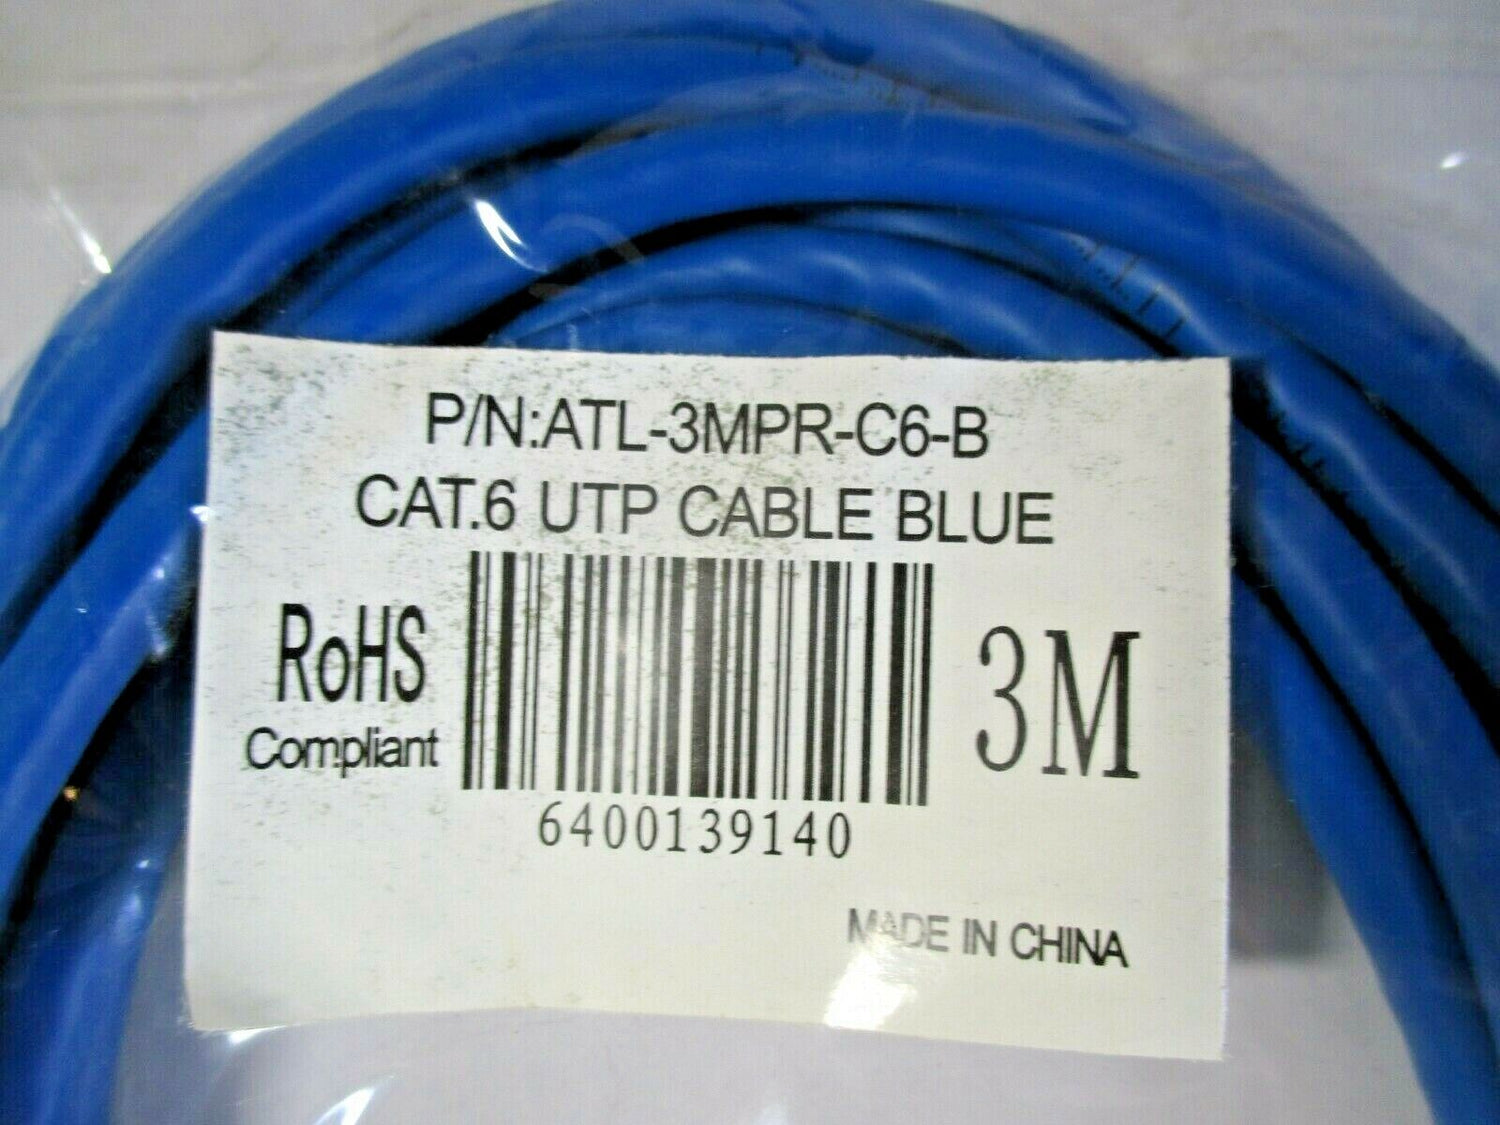 P/N:ATL-3MPR-C6-B
CAT.6 UTP CABLE BLUE
RoHS
Compliant
3M
6400139140
MADE IN CHINA